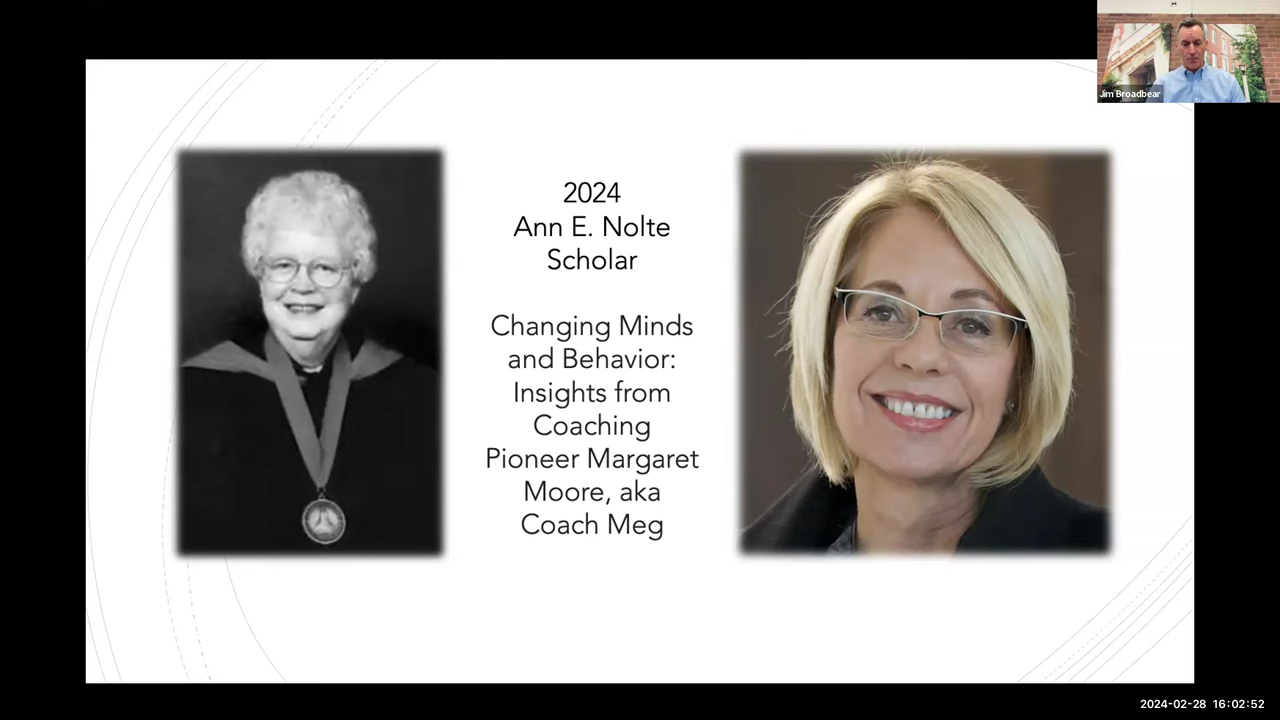 Jim Broadbear
2024
Ann E. Nolte
Scholar
Changing Minds
and Behavior:
Insights from
Coaching
Pioneer Margaret
Moore, aka
Coach Meg
2024-02-28 16:02:52